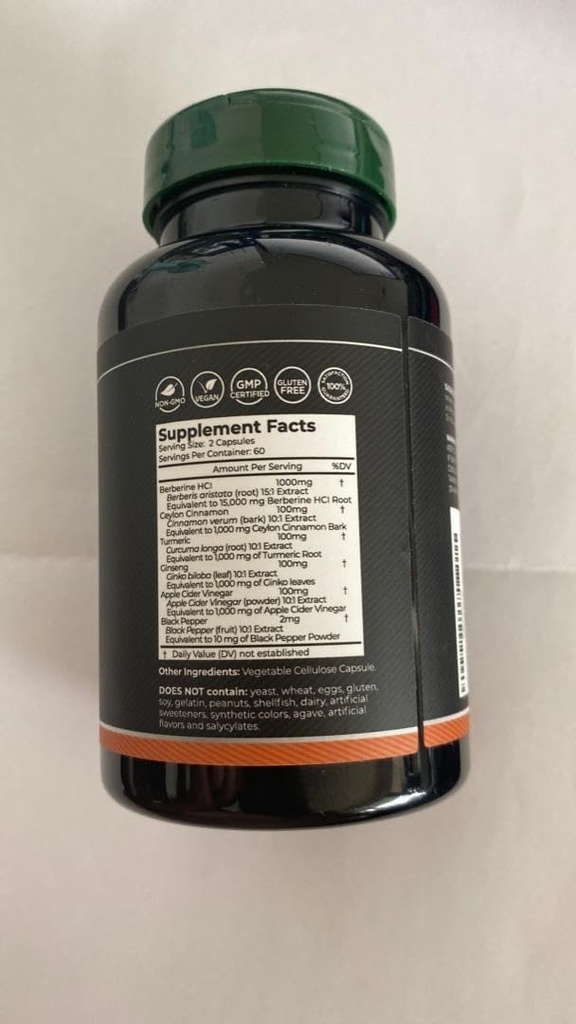 NON-GMO
VEGAN
GMP
CERTIFIED
GLUTEN
FREE
SATISFACTION
100%
GUARANTEED
Supplement Facts
Serving Size: 2 Capsules
Servings Per Container: 60
Amount Per Serving %DV
Berberine HCl 1000mg †
Berberis aristata (root) 15:1 Extract
Equivalent to 15,000 mg Berberine HCl Root
Ceylon Cinnamon 100mg †
Cinnamon verum (bark) 10:1 Extract
Equivalent to 1,000 mg Ceylon Cinnamon Bark
Turmeric 100mg †
Curcuma longa (root) 10:1 Extract
Equivalent to 1,000 mg of Turmeric Root
Ginseng 100mg †
Ginko biloba (leaf) 10:1 Extract
Equivalent to 1,000 mg of Ginko leaves
Apple Cider Vinegar 100mg †
Apple Cider Vinegar (powder) 10:1 Extract
Equivalent to 1,000 mg of Apple Cider Vinegar
Black Pepper 2mg †
Black Pepper (fruit) 10:1 Extract
Equivalent to 10 mg of Black Pepper Powder
† Daily Value (DV) not established
Other Ingredients: Vegetable Cellulose Capsule.
DOES NOT contain: yeast, wheat, eggs, gluten,
soy, gelatin, peanuts, shellfish, dairy, artificial
sweeteners, synthetic colors, agave, artificial
flavors and salycylates.